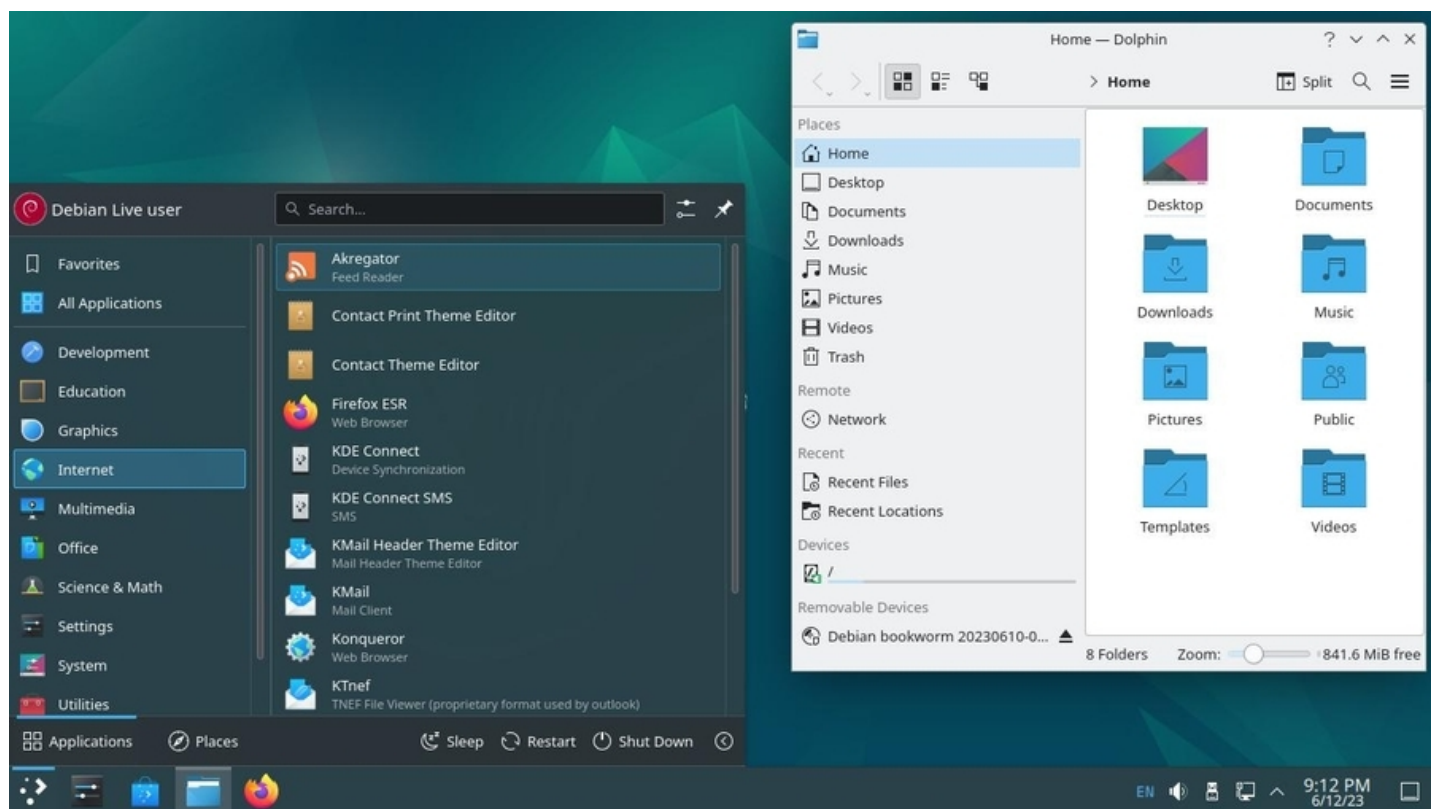 Debian Live user
Search...
Favorites
All Applications
Development
Education
Graphics
Internet
Multimedia
Office
Science & Math
Settings
System
Utilities
Akregator
Feed Reader
Contact Print Theme Editor
Contact Theme Editor
Firefox ESR
Web Browser
KDE Connect
Device Synchronization
KDE Connect SMS
SMS
KMail Header Theme Editor
Mail Header Theme Editor
KMail
Mail Client
Konqueror
Web Browser
KTnef
TNEF File Viewer (proprietary format used by outlook)
Applications
Places
Sleep
Restart
Shut Down
Home — Dolphin
> Home
Split
Places
Home
Desktop
Documents
Downloads
Music
Pictures
Videos
Trash
Remote
Network
Recent
Recent Files
Recent Locations
Devices
/
Removable Devices
Debian bookworm 20230610-0...
Desktop
Documents
Downloads
Music
Pictures
Public
Templates
Videos
8 Folders
Zoom:
841.6 MiB free
EN
9:12 PM
6/12/23